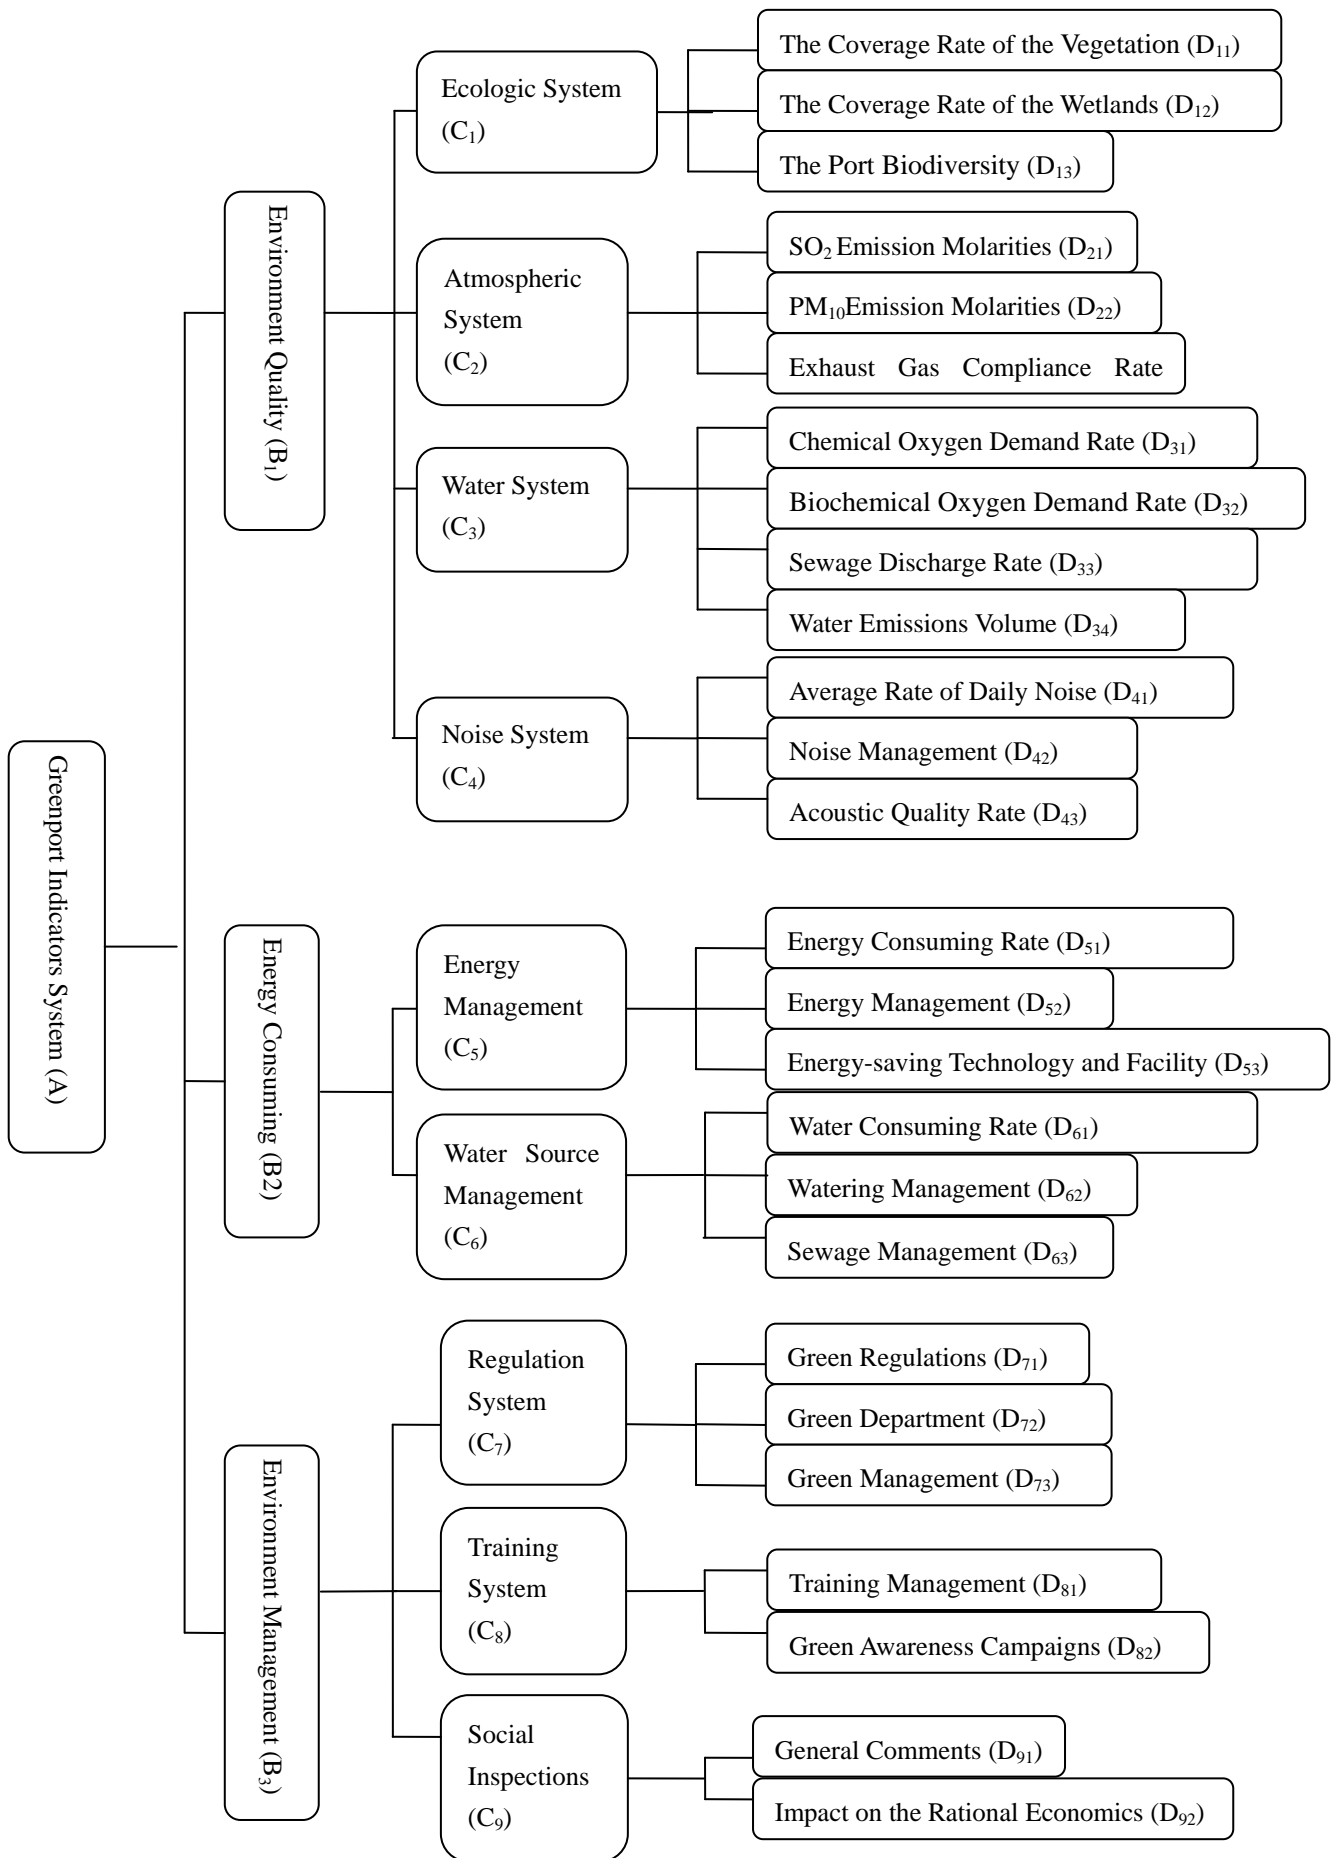 Greenport Indicators System (A)
Environment Quality (B₁)
Ecologic System
(C₁)
The Coverage Rate of the Vegetation (D₁₁)
The Coverage Rate of the Wetlands (D₁₂)
The Port Biodiversity (D₁₃)
Atmospheric
System
(C₂)
SO₂ Emission Molarities (D₂₁)
PM₁₀Emission Molarities (D₂₂)
Exhaust Gas Compliance Rate
Water System
(C₃)
Chemical Oxygen Demand Rate (D₃₁)
Biochemical Oxygen Demand Rate (D₃₂)
Sewage Discharge Rate (D₃₃)
Water Emissions Volume (D₃₄)
Noise System
(C₄)
Average Rate of Daily Noise (D₄₁)
Noise Management (D₄₂)
Acoustic Quality Rate (D₄₃)
Energy Consuming (B2)
Energy
Management
(C₅)
Energy Consuming Rate (D₅₁)
Energy Management (D₅₂)
Energy-saving Technology and Facility (D₅₃)
Water Source
Management
(C₆)
Water Consuming Rate (D₆₁)
Watering Management (D₆₂)
Sewage Management (D₆₃)
Environment Management (B₃)
Regulation
System
(C₇)
Green Regulations (D₇₁)
Green Department (D₇₂)
Green Management (D₇₃)
Training
System
(C₈)
Training Management (D₈₁)
Green Awareness Campaigns (D₈₂)
Social
Inspections
(C₉)
General Comments (D₉₁)
Impact on the Rational Economics (D₉₂)